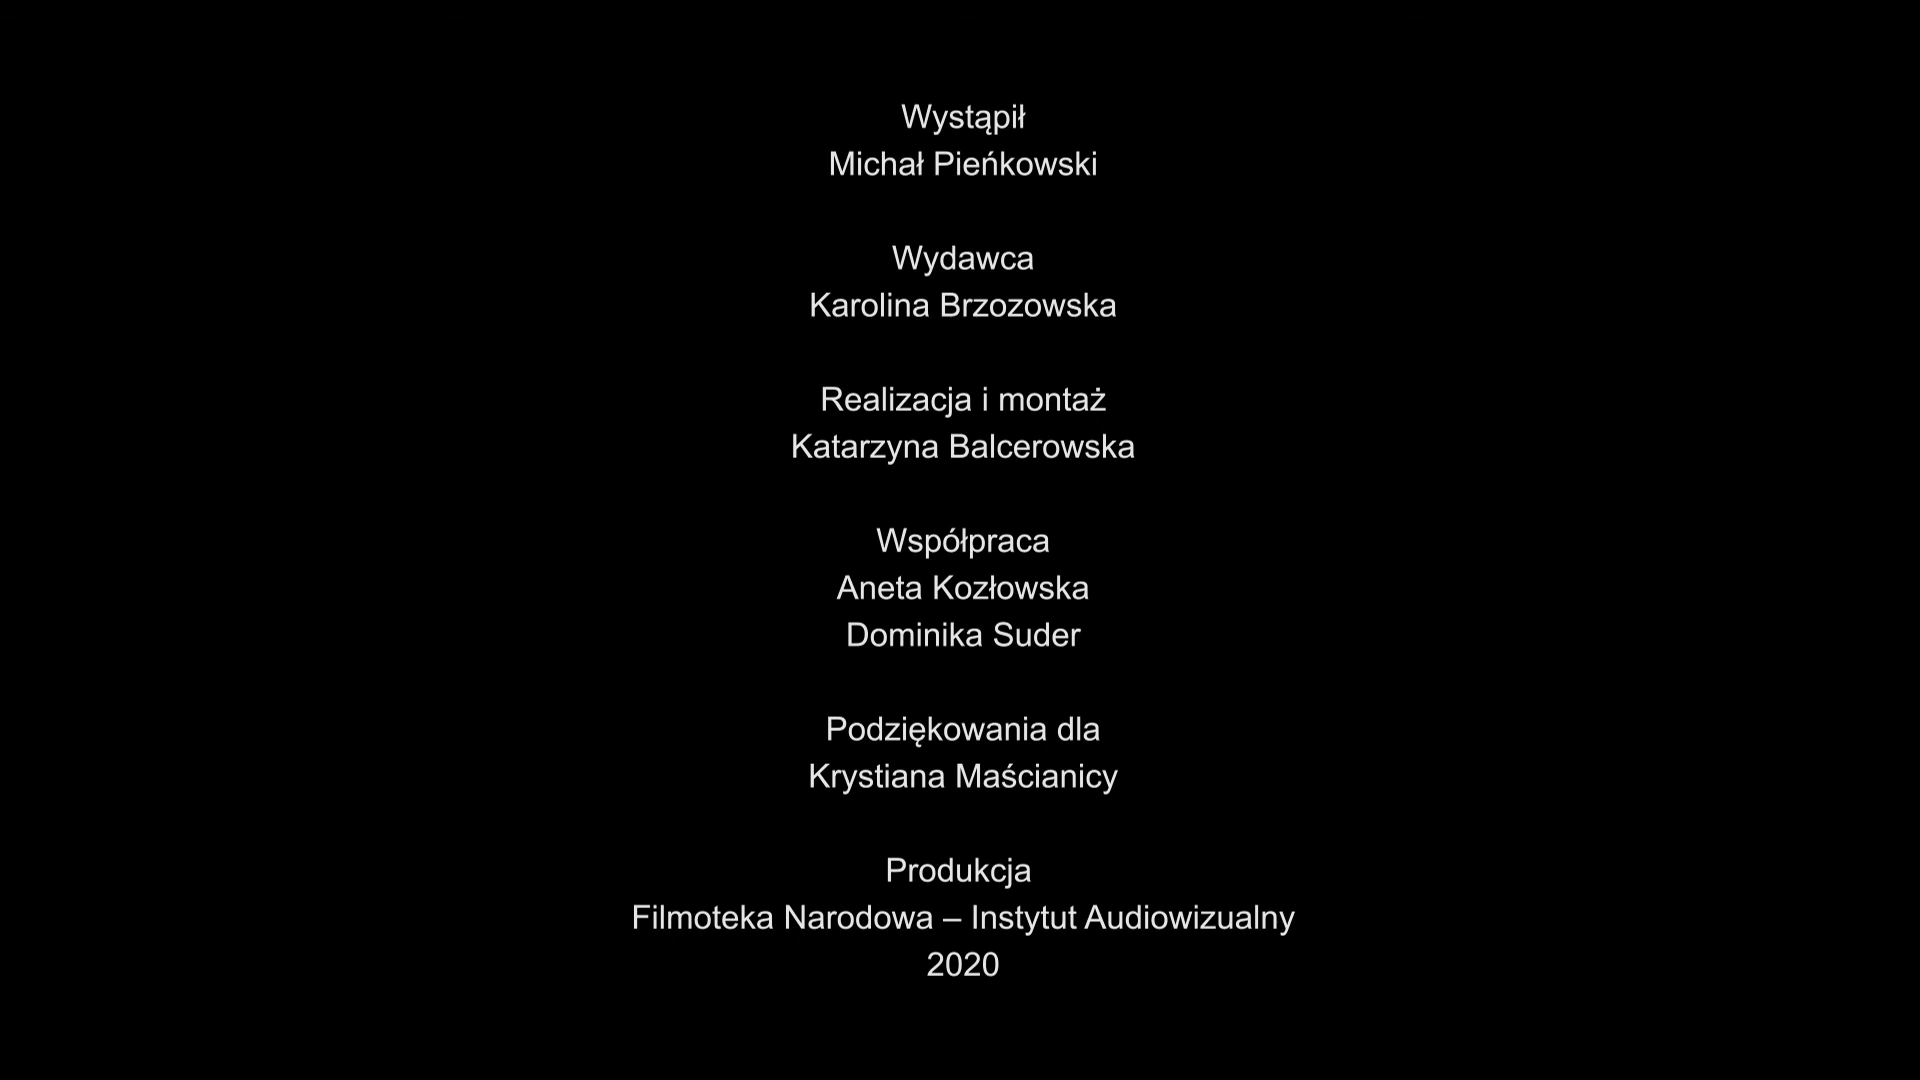 Wystąpił
Michał Pieńkowski
Wydawca
Karolina Brzozowska
Realizacja i montaż
Katarzyna Balcerowska
Współpraca
Aneta Kozłowska
Dominika Suder
Podziękowania dla
Krystiana Maścianicy
Produkcja
Filmoteka Narodowa – Instytut Audiowizualny
2020